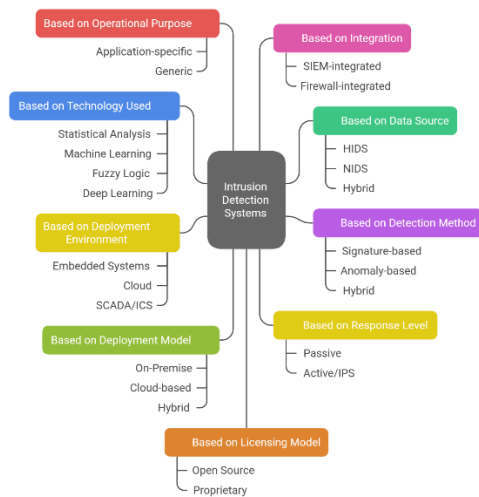 Based on Operational Purpose
Application-specific
Generic
Based on Technology Used
Statistical Analysis
Machine Learning
Fuzzy Logic
Deep Learning
Based on Deployment
Environment
Embedded Systems
Cloud
SCADA/ICS
Based on Deployment Model
On-Premise
Cloud-based
Hybrid
Intrusion
Detection
Systems
Based on Integration
SIEM-integrated
Firewall-integrated
Based on Data Source
HIDS
NIDS
Hybrid
Based on Detection Method
Signature-based
Anomaly-based
Hybrid
Based on Response Level
Passive
Active/IPS
Based on Licensing Model
Open Source
Proprietary